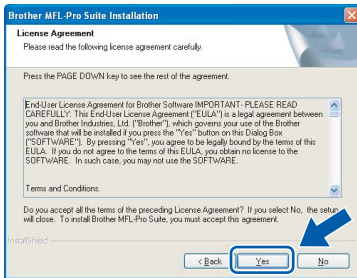 Brother MFL-Pro Suite Installation
License Agreement
Please read the following license agreement carefully.
Press the PAGE DOWN key to see the rest of the agreement.
End-User License Agreement for Brother Software IMPORTANT- PLEASE READ
CAREFULLY: This End-User License Agreement ("EULA") is a legal agreement between
you and Brother Industries, Ltd. ("Brother"), which governs your use of the Brother
software that will be installed if you press the "Yes" button on this Dialog Box
("SOFTWARE"). By pressing "Yes", you agree to be legally bound by the terms of this
EULA. If you do not agree to the terms of this EULA, you obtain no license to the
SOFTWARE. In such case, you may not use the SOFTWARE.
Terms and Conditions.
Do you accept all the terms of the preceding License Agreement? If you select No, the setup
will close. To install Brother MFL-Pro Suite, you must accept this agreement.
InstallShield
< Back
Yes
No